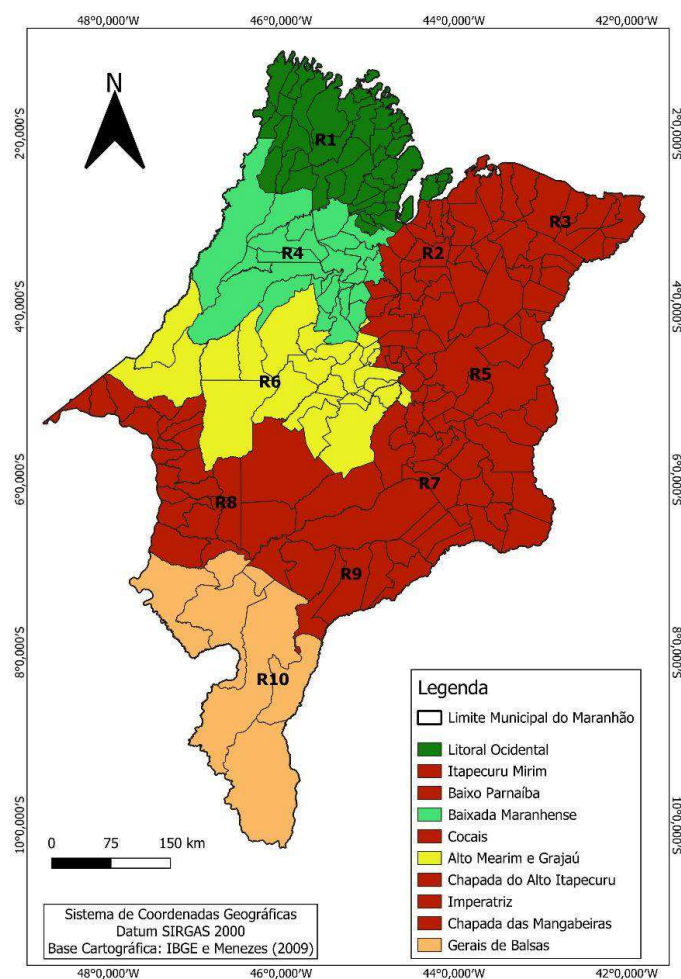 48°0,000'W 46°0,000'W 44°0,000'W 42°0,000'W
N
2°0,000'S 2°0,000'S
R1
R3
R2
R4
4°0,000'S 4°0,000'S
R5
R6
6°0,000'S 6°0,000'S
R7
R8
R9
8°0,000'S 8°0,000'S
R10
Legenda
Limite Municipal do Maranhão
Litoral Ocidental
Itapecuru Mirim
Baixo Parnaíba
Baixada Maranhense
Cocais
Alto Mearim e Grajaú
Chapada do Alto Itapecuru
Imperatriz
Chapada das Mangabeiras
Gerais de Balsas
10°0,000'S 10°0,000'S
0 75 150 km
Sistema de Coordenadas Geográficas
Datum SIRGAS 2000
Base Cartográfica: IBGE e Menezes (2009)
48°0,000'W 46°0,000'W 44°0,000'W 42°0,000'W